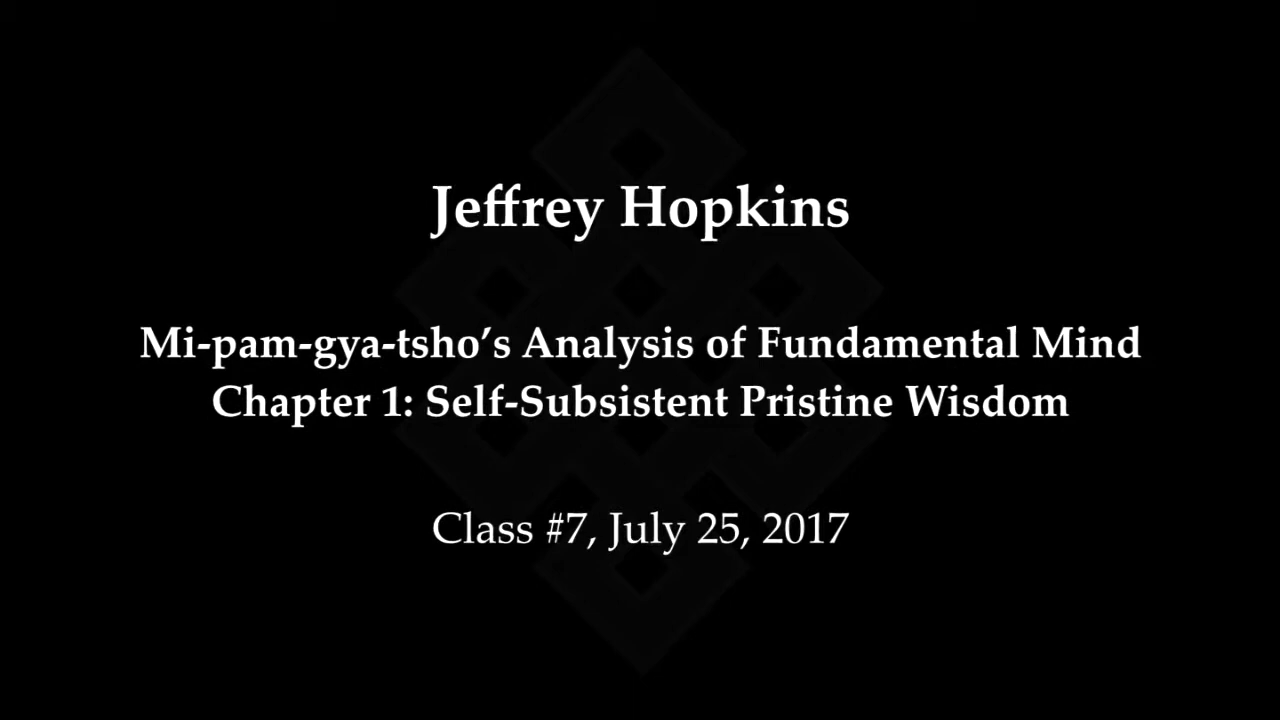 Jeffrey Hopkins
Mi-pam-gya-tsho’s Analysis of Fundamental Mind
Chapter 1: Self-Subsistent Pristine Wisdom
Class #7, July 25, 2017